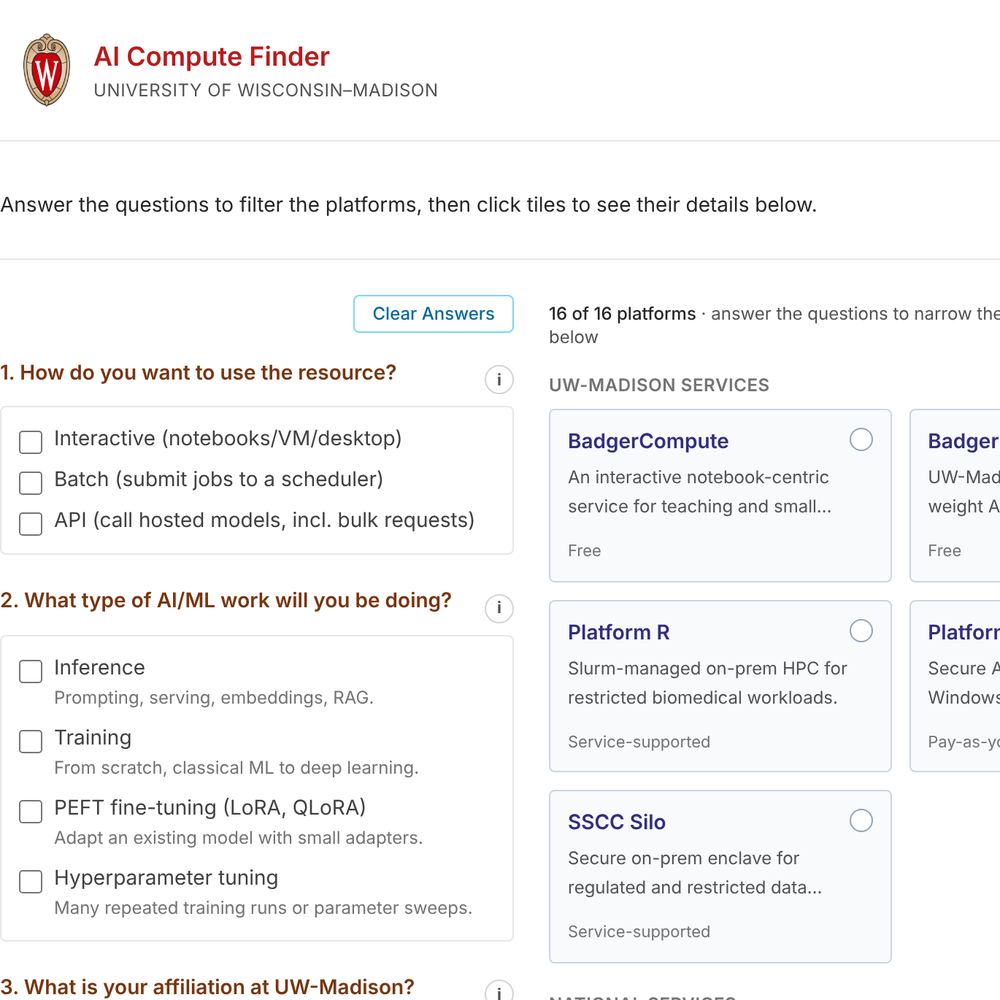 W
AI Compute Finder
UNIVERSITY OF WISCONSIN–MADISON
Answer the questions to filter the platforms, then click tiles to see their details below.
Clear Answers
1. How do you want to use the resource?
i
Interactive (notebooks/VM/desktop)
Batch (submit jobs to a scheduler)
API (call hosted models, incl. bulk requests)
2. What type of AI/ML work will you be doing?
i
Inference
Prompting, serving, embeddings, RAG.
Training
From scratch, classical ML to deep learning.
PEFT fine-tuning (LoRA, QLoRA)
Adapt an existing model with small adapters.
Hyperparameter tuning
Many repeated training runs or parameter sweeps.
3. What is your affiliation at UW-Madison?
i
16 of 16 platforms · answer the questions to narrow the
below
UW-MADISON SERVICES
BadgerCompute
An interactive notebook-centric
service for teaching and small...
Free
Badger
UW-Mad
weight A
Free
Platform R
Slurm-managed on-prem HPC for
restricted biomedical workloads.
Service-supported
Platfor
Secure A
Windows
Pay-as-yo
SSCC Silo
Secure on-prem enclave for
regulated and restricted data...
Service-supported
NATIONAL SERVICES